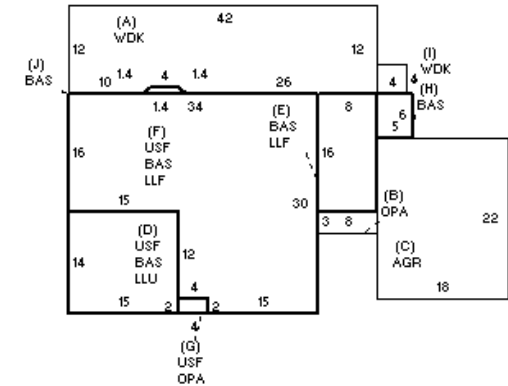 42
(A)
WDK
12
12
(J)
BAS
(I)
WDK
10
1.4
4
1.4
26
4
4
(H)
BAS
1.4
34
8
(F)
USF
BAS
LLF
(E)
BAS
LLF
6
5
16
16
15
(B)
OPA
30
3
8
22
(D)
USF
BAS
LLU
12
(C)
AGR
14
4
18
15
2
2
15
4
(G)
USF
OPA